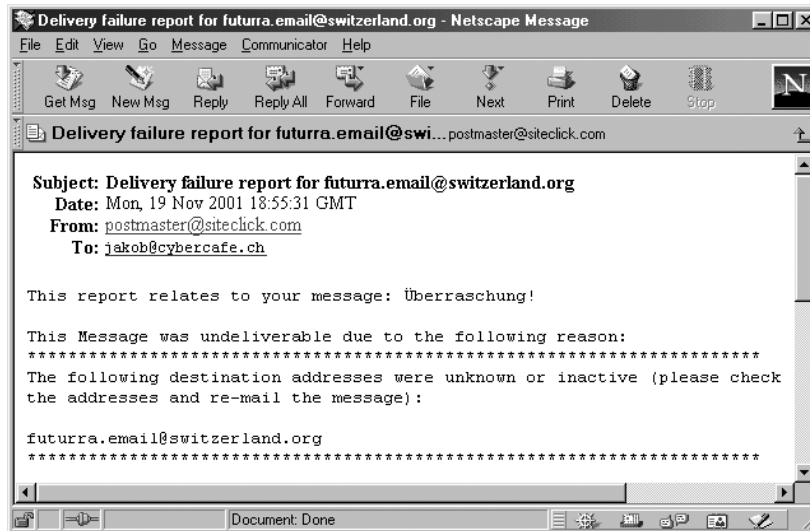 Delivery failure report for futurra.email@switzerland.org - Netscape Message
File Edit View Go Message Communicator Help
Get Msg New Msg Reply Reply All Forward File Next Print Delete Stop
N
Delivery failure report for futurra.email@swi... postmaster@siteclick.com
Subject: Delivery failure report for futurra.email@switzerland.org
Date: Mon, 19 Nov 2001 18:55:31 GMT
From: postmaster@siteclick.com
To: jakob@cybercafe.ch
This report relates to your message: Überraschung!
This Message was undeliverable due to the following reason:
************************************************************************
The following destination addresses were unknown or inactive (please check
the addresses and re-mail the message):
futurra.email@switzerland.org
************************************************************************
Document: Done